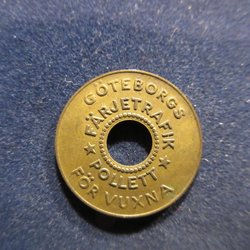 GÖTEBORGS
FÄRJETRAFIK
★ POLLETT ★
FÖR VUXNA